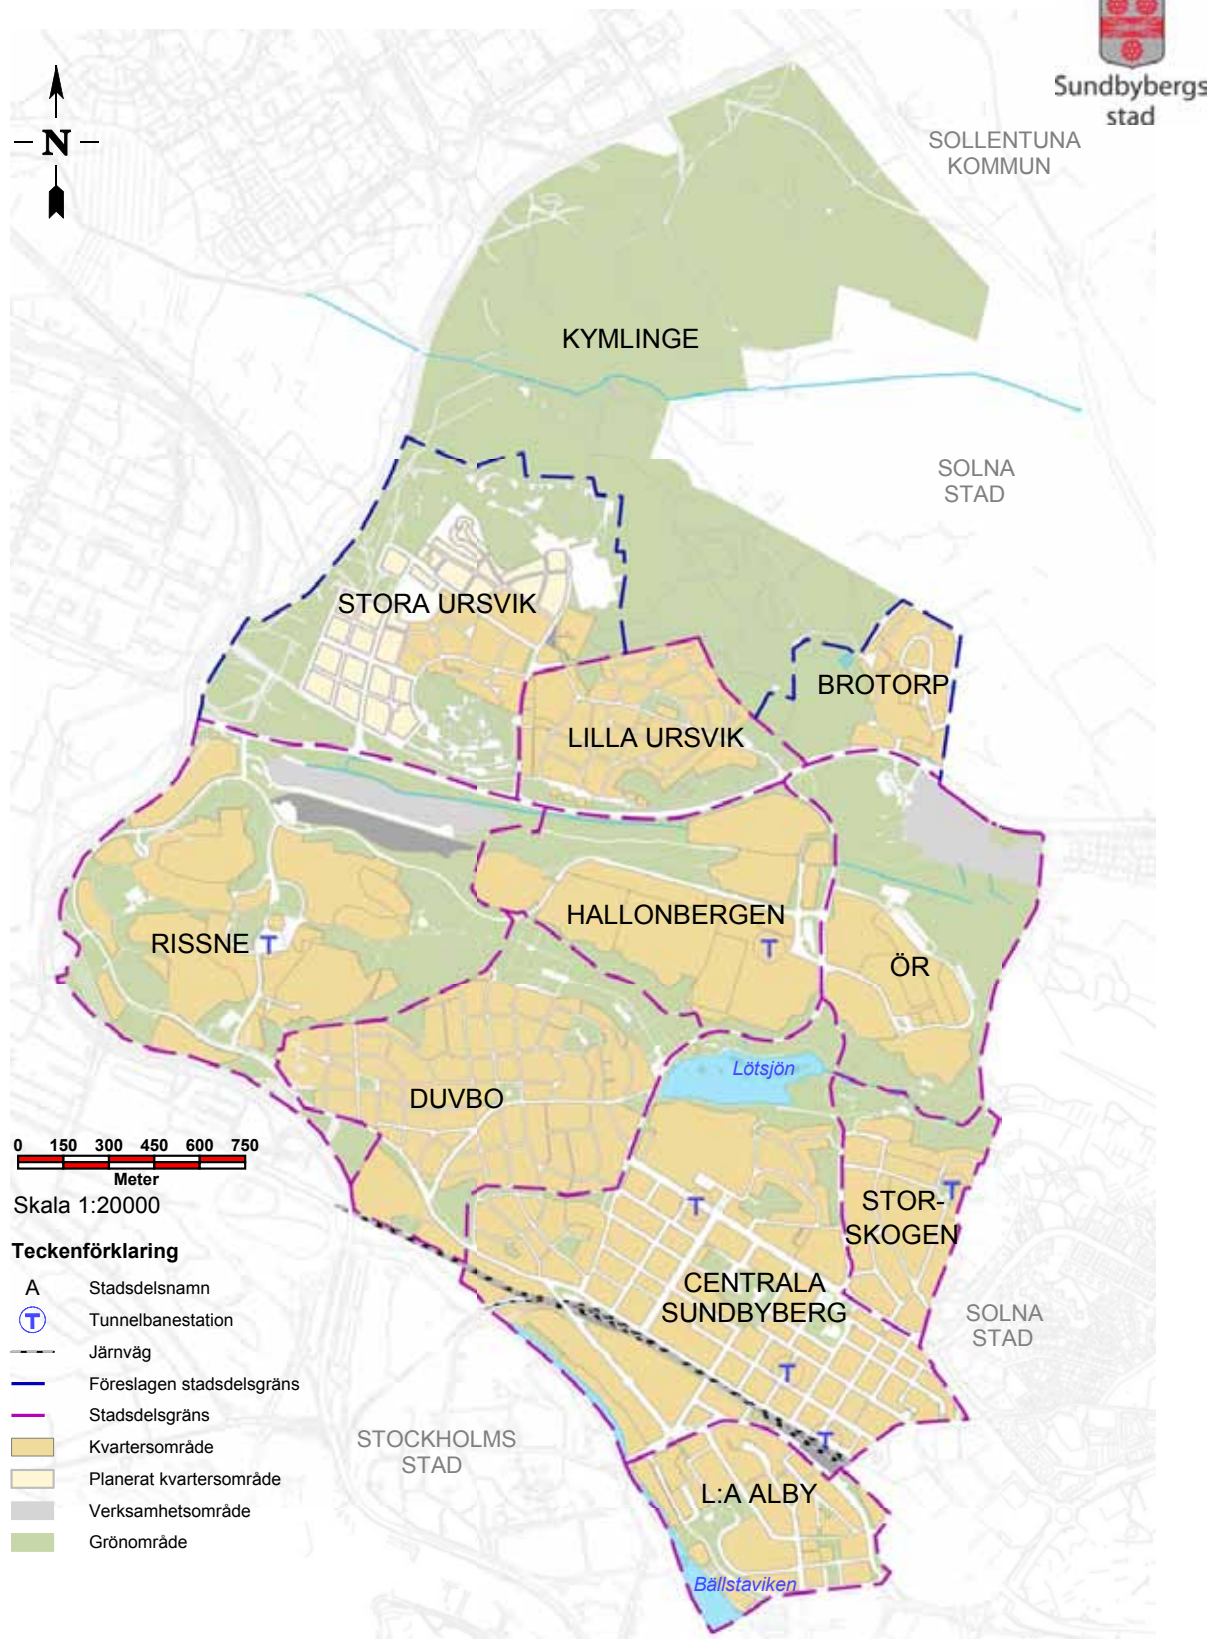 Sundbybergs
stad
N
SOLLENTUNA
KOMMUN
KYMLINGE
SOLNA
STAD
STORA URSVIK
BROTORP
LILLA URSVIK
HALLONBERGEN
RISSNE
T
T
ÖR
Lötsjön
DUVBO
0 150 300 450 600 750
Meter
Skala 1:20000
T
T
STOR-
SKOGEN
CENTRALA
SUNDBYBERG
SOLNA
STAD
T
T
STOCKHOLMS
STAD
L:A ALBY
Bällstaviken
Teckenförklaring
A Stadsdelsnamn
T Tunnelbanestation
Järnväg
Föreslagen stadsdelsgräns
Stadsdelsgräns
Kvartersområde
Planerat kvartersområde
Verksamhetsområde
Grönområde